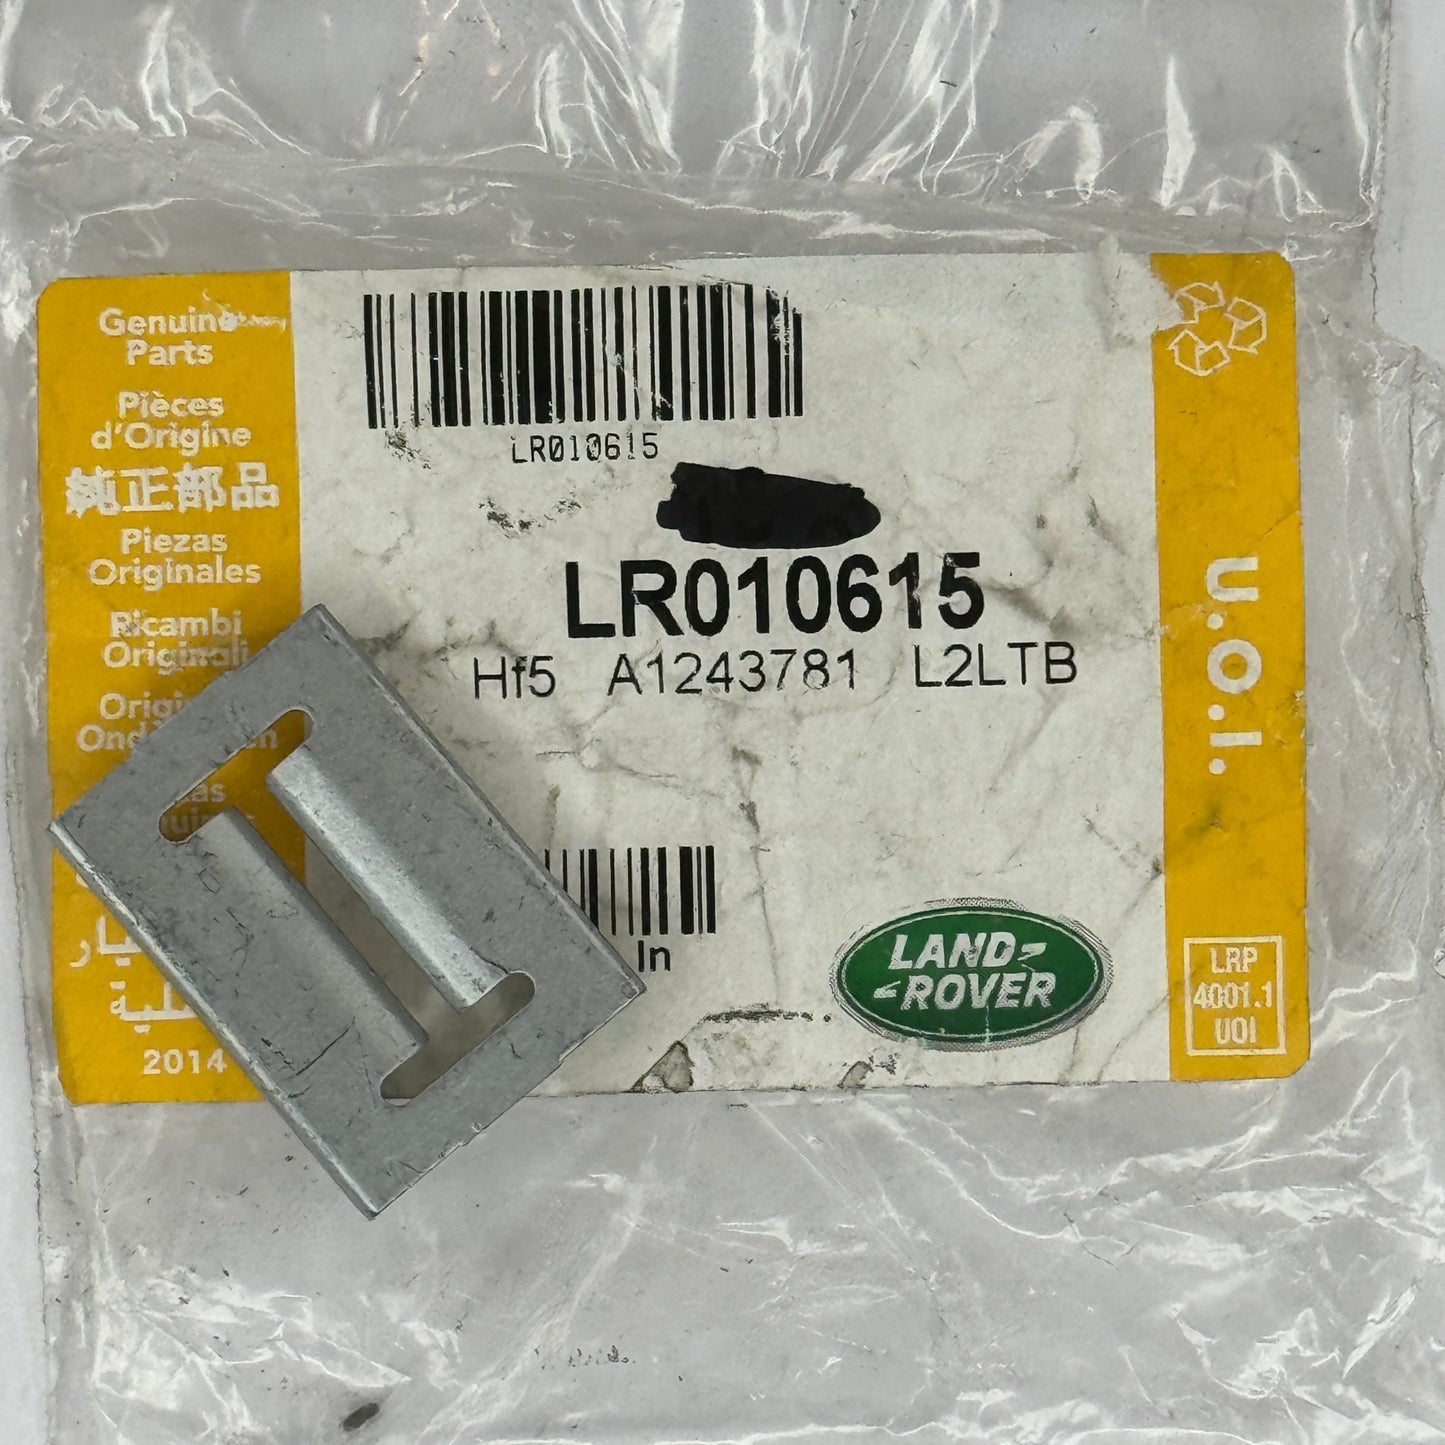 Genuine
Parts
Pièces
d'Origine
純正部品
Piezas
Originales
Ricambi
Originali
2014
LR010615
LR010615
Hf5 A1243781 L2LTB
In
LAND-
-ROVER
U.O.I.
LRP
4001.1
UOI